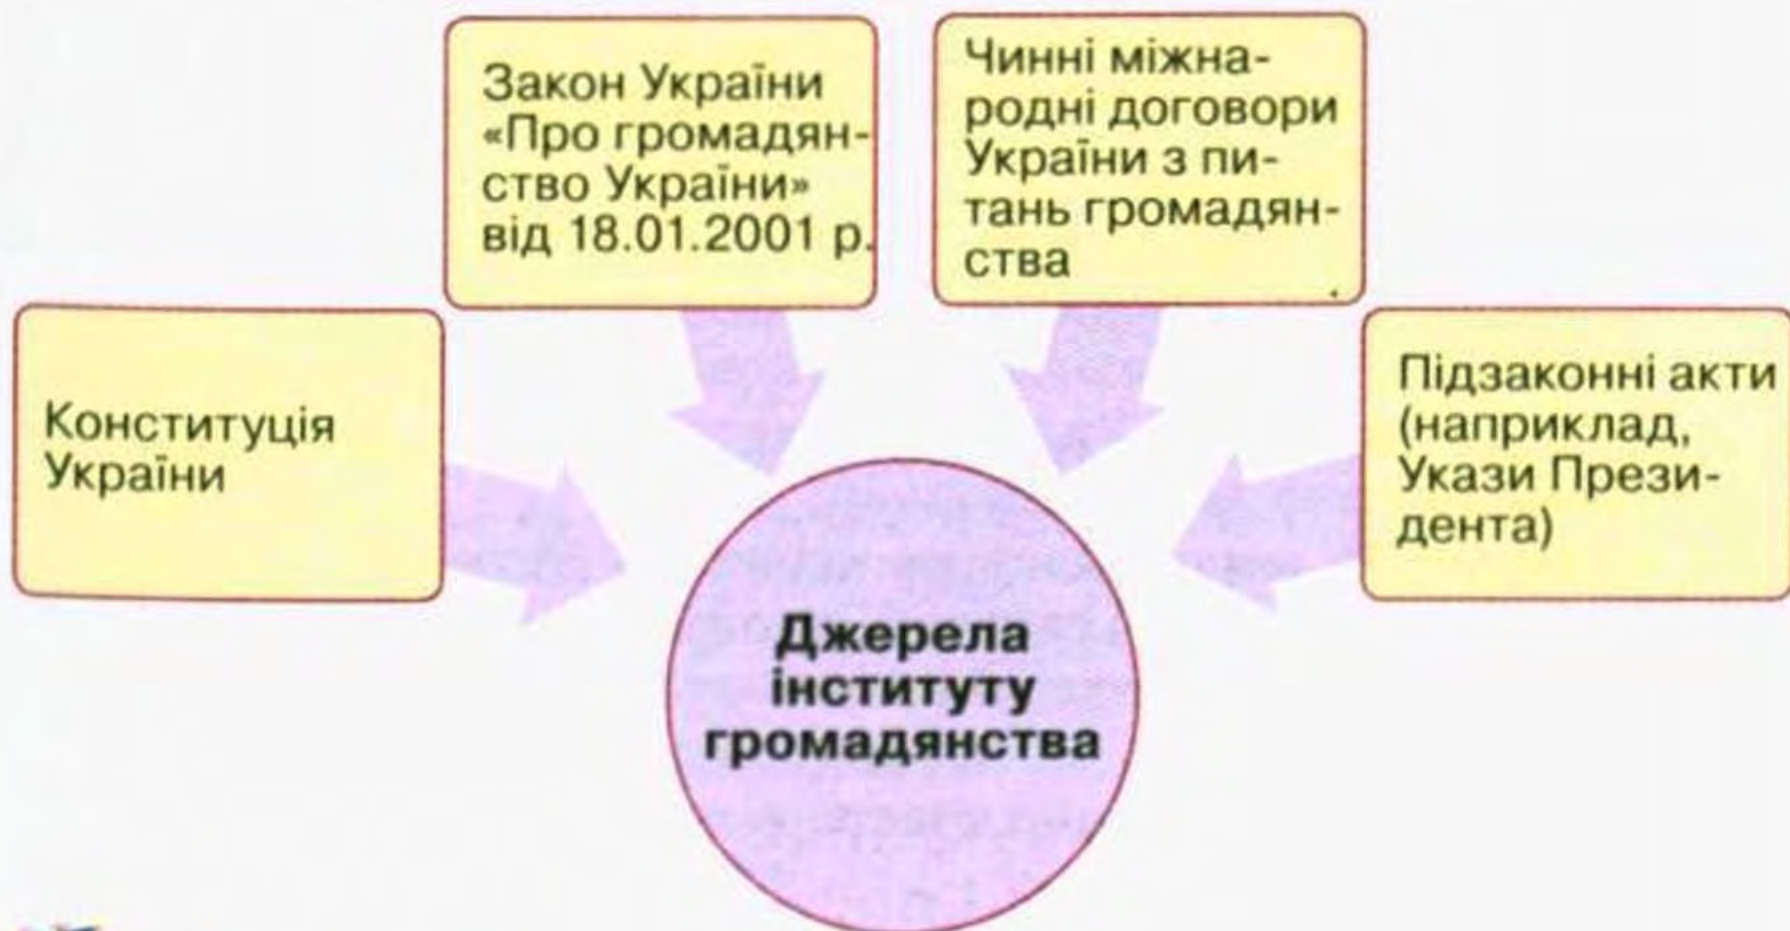 Конституція
України
Закон України
«Про громадян-
ство України»
від 18.01.2001 р.
Чинні міжна-
родні договори
України з пи-
тань громадян-
ства
Підзаконні акти
(наприклад,
Укази Прези-
дента)
Джерела
інституту
громадянства